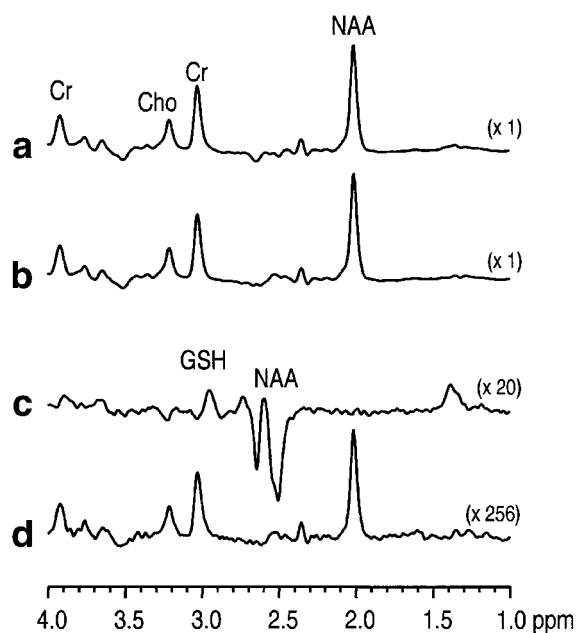 NAA
Cr
Cr
Cho
a
(x 1)
b
(x 1)
GSH
NAA
c
(x 20)
d
(x 256)
4.0 3.5 3.0 2.5 2.0 1.5 1.0 ppm